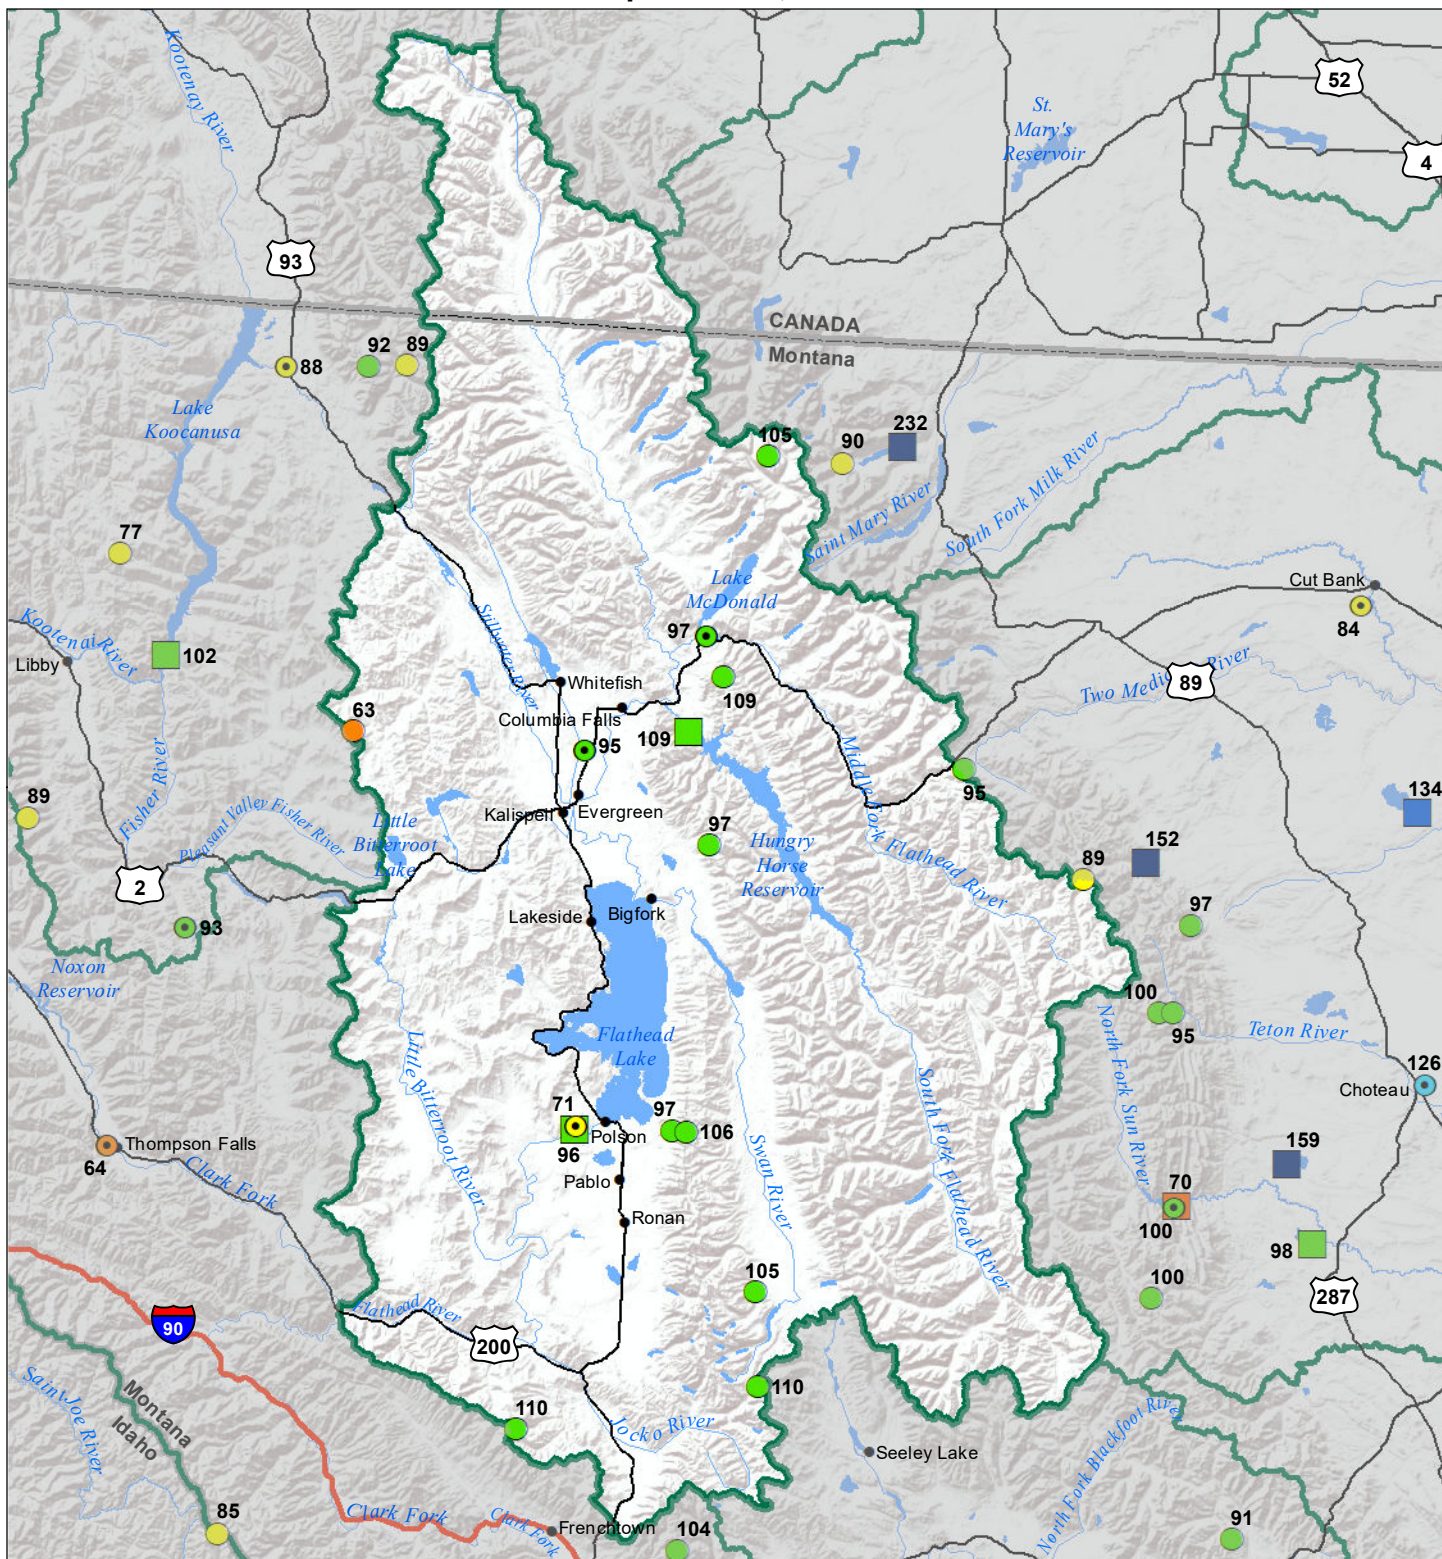 Kootenay River
52
St.
Mary's
Reservoir
4
93
CANADA
Montana
92
89
88
Lake
Koocanusa
232
105
90
Saint Mary River
South Fork Milk River
77
Lake
McDonald
Cut Bank
84
Kootenai River
Libby
102
Stillwater River
97
Two Medicine River
89
Whitefish
109
Columbia Falls
63
109
95
Middle Fork Flathead River
95
Fisher River
89
Pleasant Valley Fisher River
Little
Bitterroot
Lake
Kalispell
Evergreen
97
Hungry
Horse
Reservoir
134
152
89
2
Lakeside
Bigfork
97
93
Noxon
Reservoir
100
95
North Fork Sun River
Teton River
Flathead
Lake
Little Bitterroot River
South Fork Flathead River
126
Choteau
71
96
Polson
97
106
Swan River
Thompson Falls
64
Clark Fork
159
Pablo
70
100
Ronan
98
105
100
287
90
Flathead River
200
110
110
Jocko River
Montana
Idaho
Saint Joe River
Seeley Lake
North Fork Blackfoot River
85
Clark Fork
Clark Fork
Frenchtown
104
91